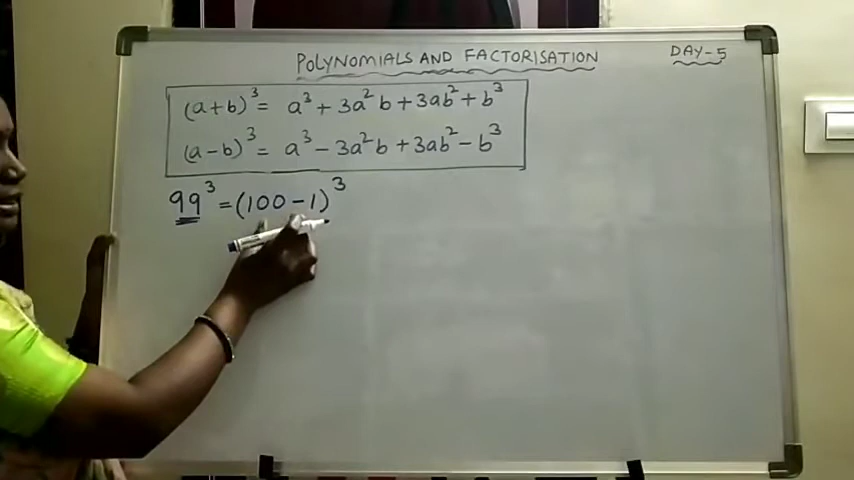 POLYNOMIALS AND FACTORISATION DAY-5
(a+b)³ = a³ + 3a²b + 3ab² + b³
(a-b)³ = a³ - 3a²b + 3ab² - b³
99³ = (100-1)³